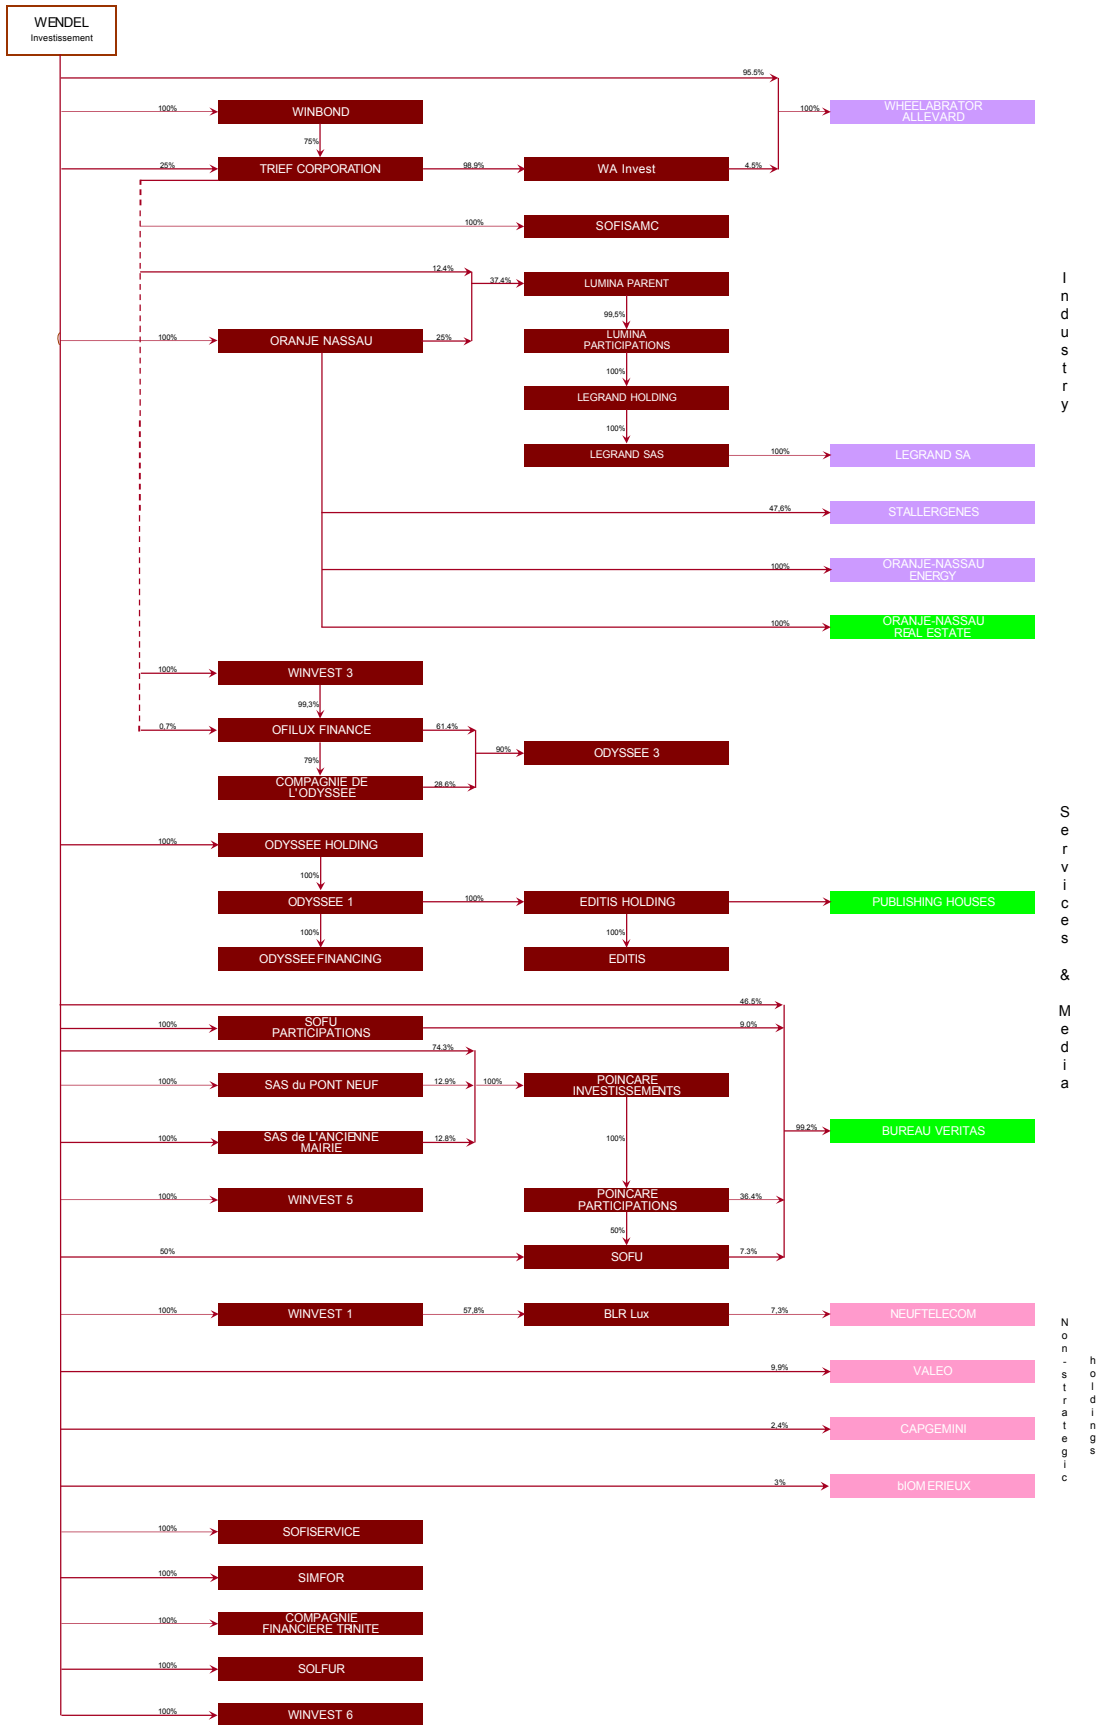 WENDEL
Investissement
95.5%
100%
WINBOND
100%
WHEELABRATOR
ALLEVARD
75%
25%
TRIEF CORPORATION
98.9%
WA Invest
4.5%
100%
SOFISAMC
12.4%
37.4%
LUMINA PARENT
99,5%
100%
ORANJE NASSAU
25%
LUMINA
PARTICIPATIONS
100%
LEGRAND HOLDING
100%
LEGRAND SAS
100%
LEGRAND SA
47,6%
STALLERGENES
100%
ORANJE-NASSAU
ENERGY
100%
ORANJE-NASSAU
REAL ESTATE
Industry
100%
WINVEST 3
99,3%
0,7%
OFILUX FINANCE
61.4%
90%
ODYSSEE 3
79%
COMPAGNIE DE
L'ODYSSEE
28.6%
100%
ODYSSEE HOLDING
100%
ODYSSEE 1
100%
EDITIS HOLDING
PUBLISHING HOUSES
100%
100%
ODYSSEE FINANCING
EDITIS
46.5%
100%
SOFU
PARTICIPATIONS
9.0%
74.3%
100%
SAS du PONT NEUF
12.9%
100%
POINCARE
INVESTISSEMENTS
100%
SAS de L'ANCIENNE
MAIRIE
12.8%
100%
99.2%
BUREAU VERITAS
100%
WINVEST 5
POINCARE
PARTICIPATIONS
36.4%
50%
50%
SOFU
7.3%
Services & Media
100%
WINVEST 1
57,8%
BLR Lux
7,3%
NEUFTELECOM
9,9%
VALEO
2,4%
CAPGEMINI
3%
bIOMERIEUX
Non-strategic
holdings
100%
SOFISERVICE
100%
SIMFOR
100%
COMPAGNIE
FINANCIERE TRINITE
100%
SOLFUR
100%
WINVEST 6